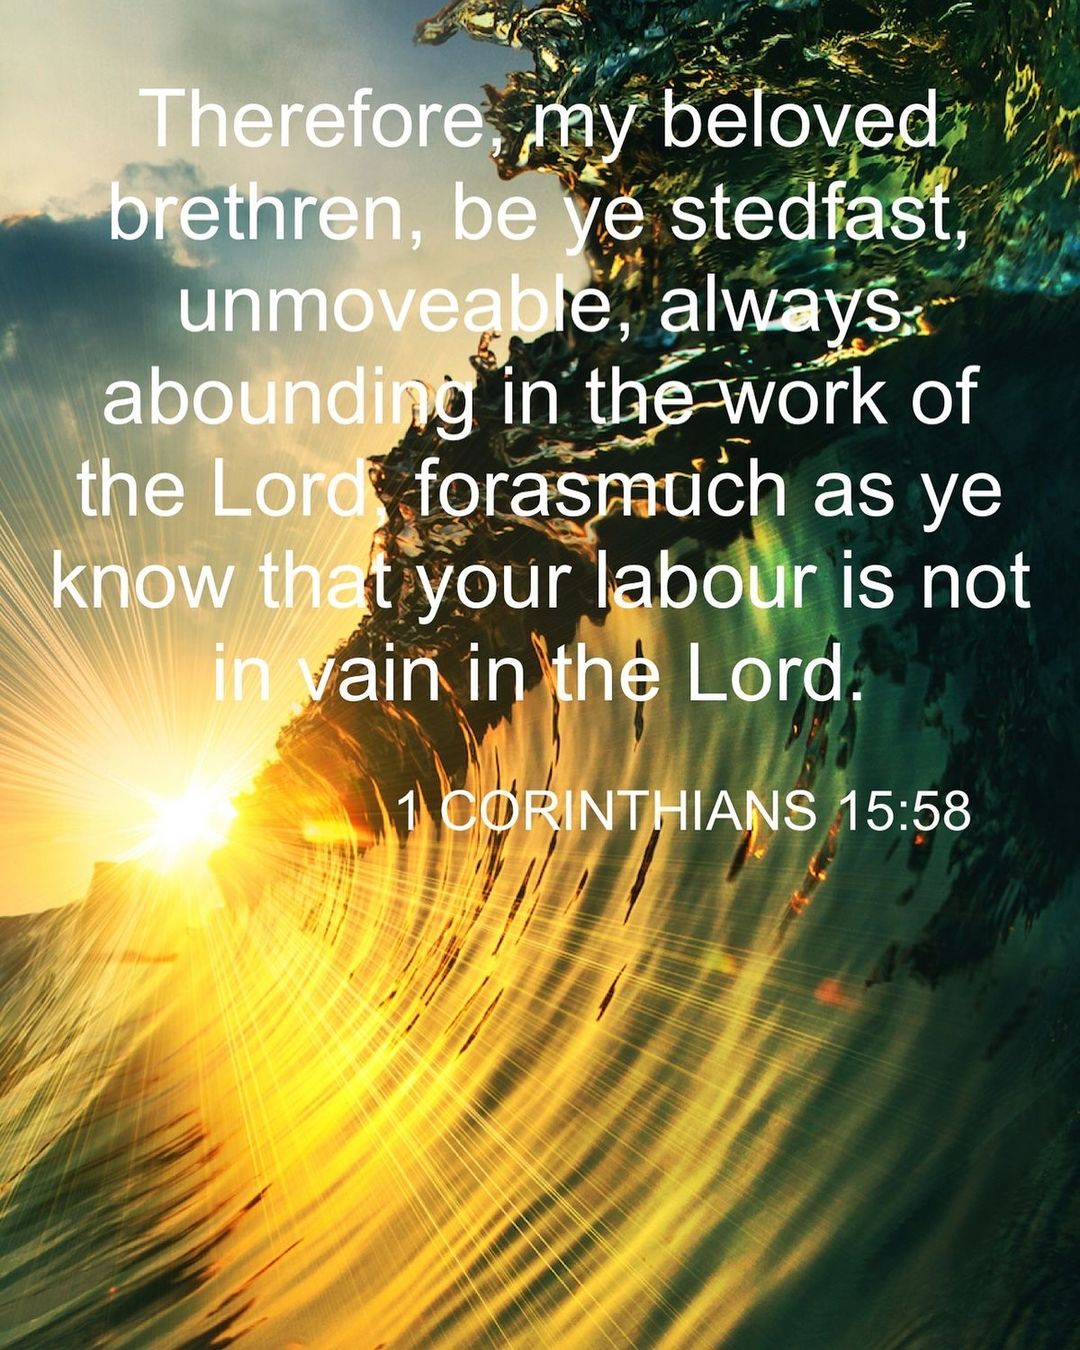 Therefore, my beloved
brethren, be ye stedfast,
unmoveable, always
abounding in the work of
the Lord, forasmuch as ye
know that your labour is not
in vain in the Lord.
1 CORINTHIANS 15:58